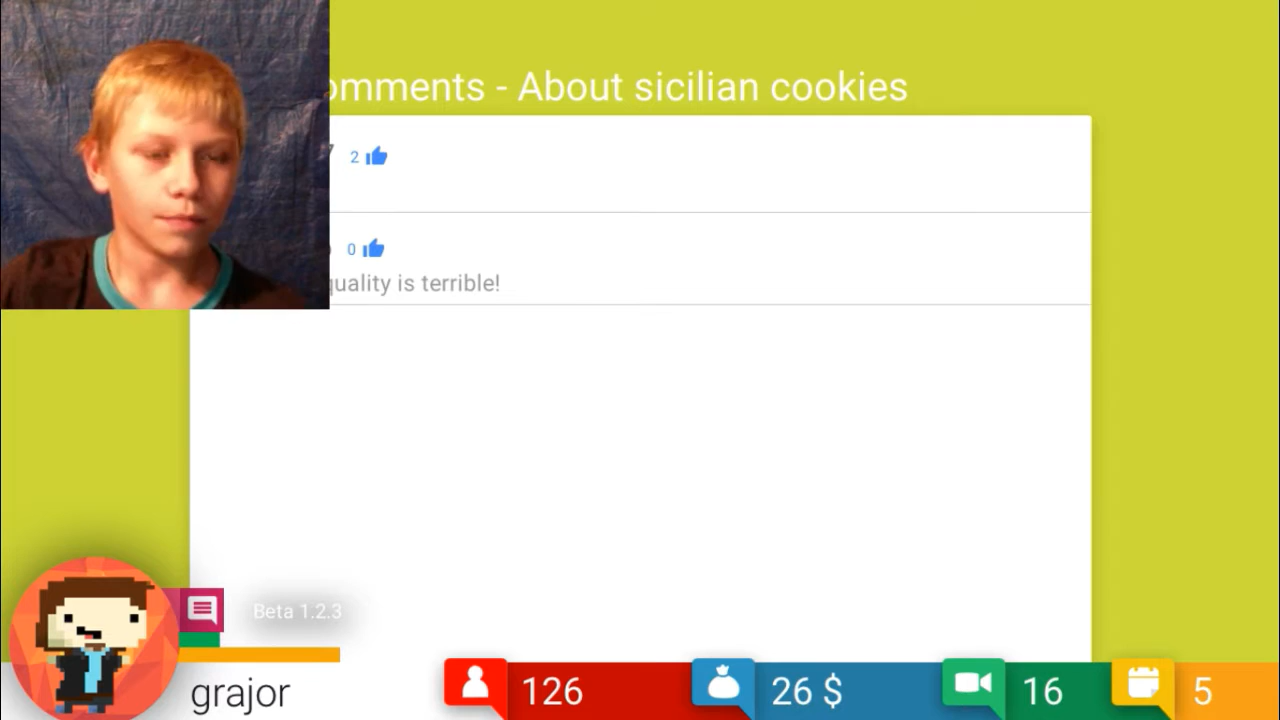 omments - About sicilian cookies
2
0
quality is terrible!
Beta 1.2.3
grajor
126
26 $
16
5